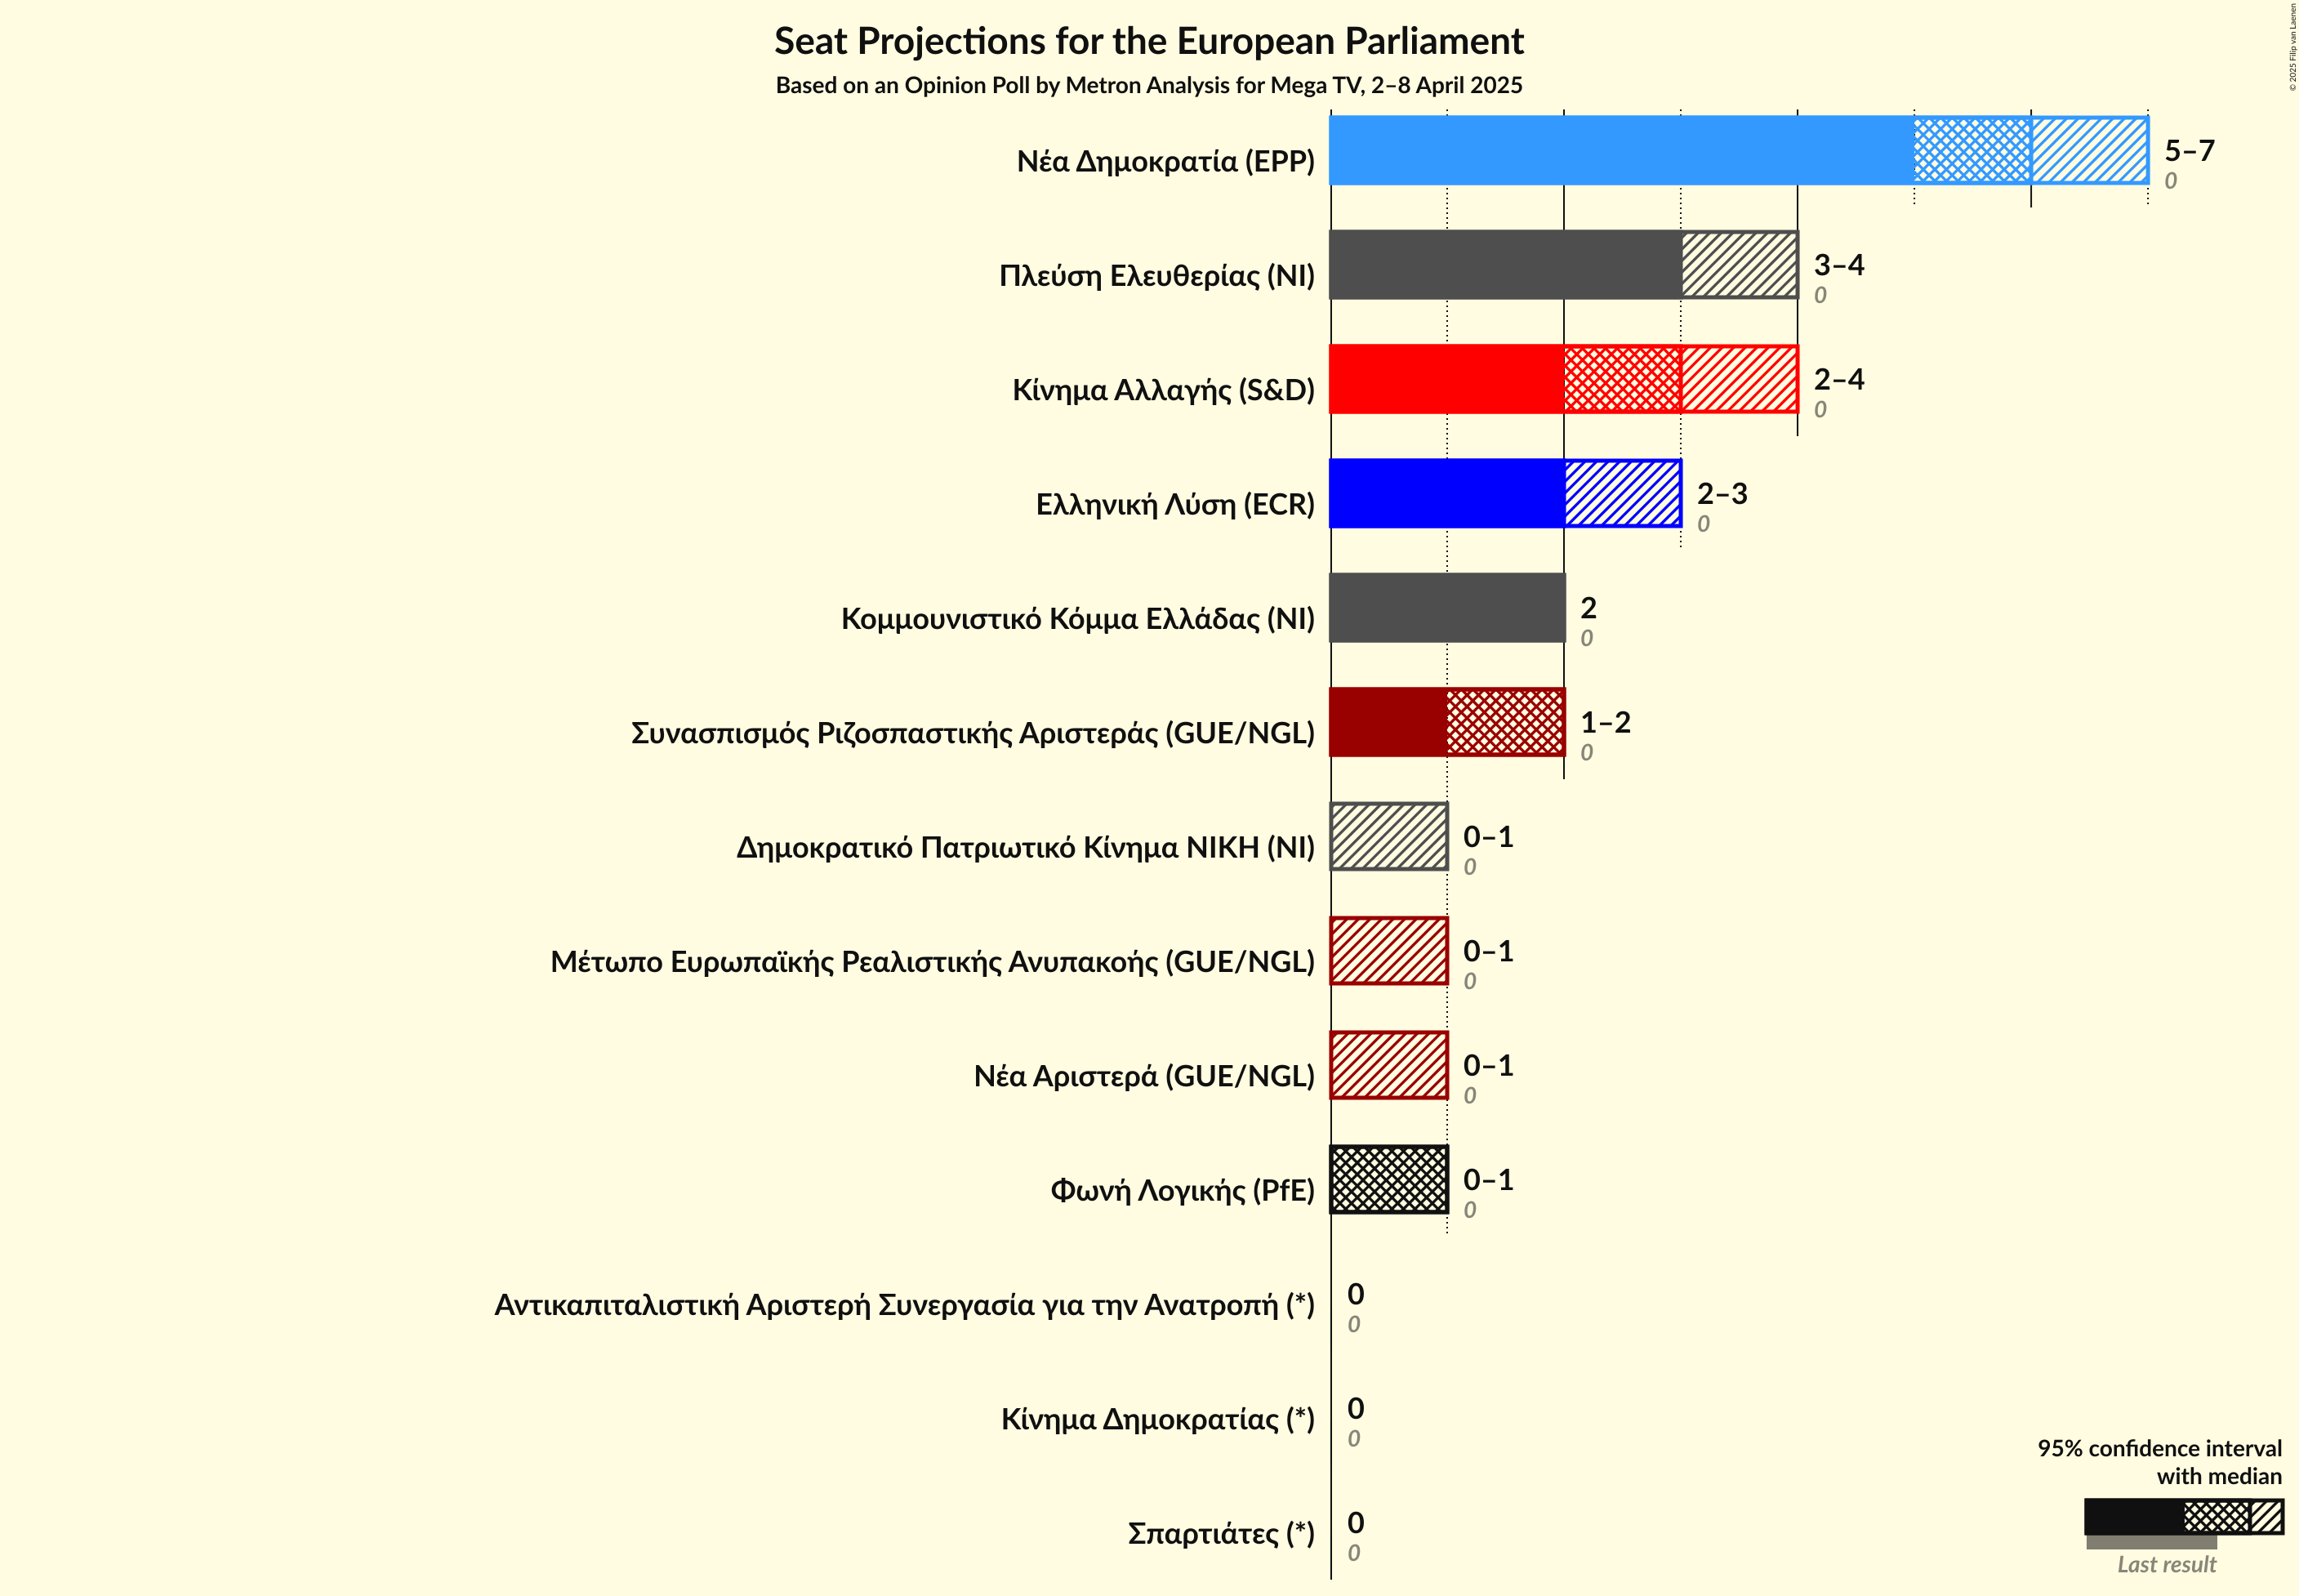 Seat Projections for the European Parliament
Based on an Opinion Poll by Metron Analysis for Mega TV, 2–8 April 2025
© 2025 Filip van Laenen
Νέα Δημοκρατία (EPP)
5–7
0
Πλεύση Ελευθερίας (NI)
3–4
0
Κίνημα Αλλαγής (S&D)
2–4
0
Ελληνική Λύση (ECR)
2–3
0
Κομμουνιστικό Κόμμα Ελλάδας (NI)
2
0
Συνασπισμός Ριζοσπαστικής Αριστεράς (GUE/NGL)
1–2
0
Δημοκρατικό Πατριωτικό Κίνημα ΝΙΚΗ (NI)
0–1
0
Μέτωπο Ευρωπαϊκής Ρεαλιστικής Ανυπακοής (GUE/NGL)
0–1
0
Νέα Αριστερά (GUE/NGL)
0–1
0
Φωνή Λογικής (PfE)
0–1
0
Αντικαπιταλιστική Αριστερή Συνεργασία για την Ανατροπή (*)
0
0
Κίνημα Δημοκρατίας (*)
0
0
Σπαρτιάτες (*)
0
0
95% confidence interval
with median
Last result